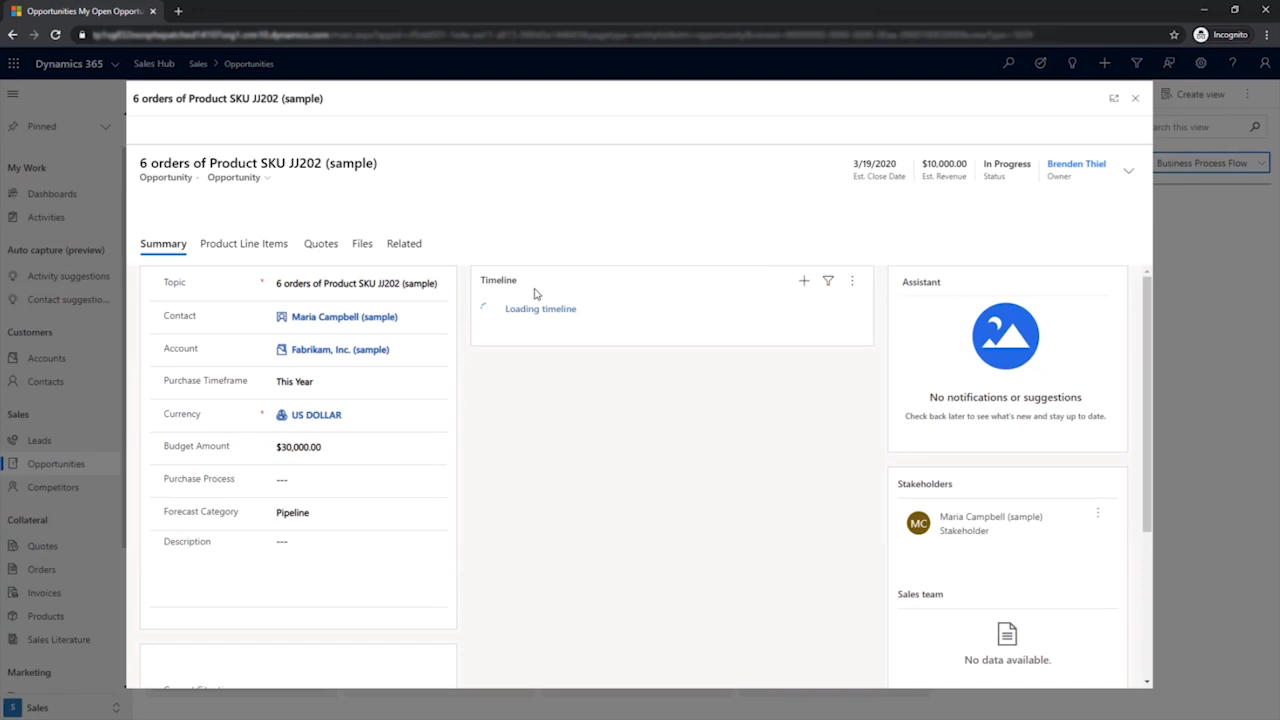 Opportunities My Open Opportu
Incognito
Dynamics 365
Sales Hub Sales > Opportunities
6 orders of Product SKU JJ202 (sample)
Create view
Pinned
arch this view
6 orders of Product SKU JJ202 (sample)
Opportunity · Opportunity
3/19/2020
Est. Close Date
$10,000.00
Est. Revenue
In Progress
Status
Brenden Thiel
Owner
Business Process Flow
My Work
Dashboards
Activities
Auto capture (preview)
Activity suggestions
Contact suggestio...
Customers
Accounts
Contacts
Sales
Leads
Opportunities
Competitors
Collateral
Quotes
Orders
Invoices
Products
Sales Literature
Marketing
S Sales
Summary Product Line Items Quotes Files Related
Topic * 6 orders of Product SKU JJ202 (sample)
Contact Maria Campbell (sample)
Account Fabrikam, Inc. (sample)
Purchase Timeframe This Year
Currency * US DOLLAR
Budget Amount $30,000.00
Purchase Process ---
Forecast Category Pipeline
Description ---
Timeline
Loading timeline
Assistant
No notifications or suggestions
Check back later to see what's new and stay up to date.
Stakeholders
MC
Maria Campbell (sample)
Stakeholder
Sales team
No data available.